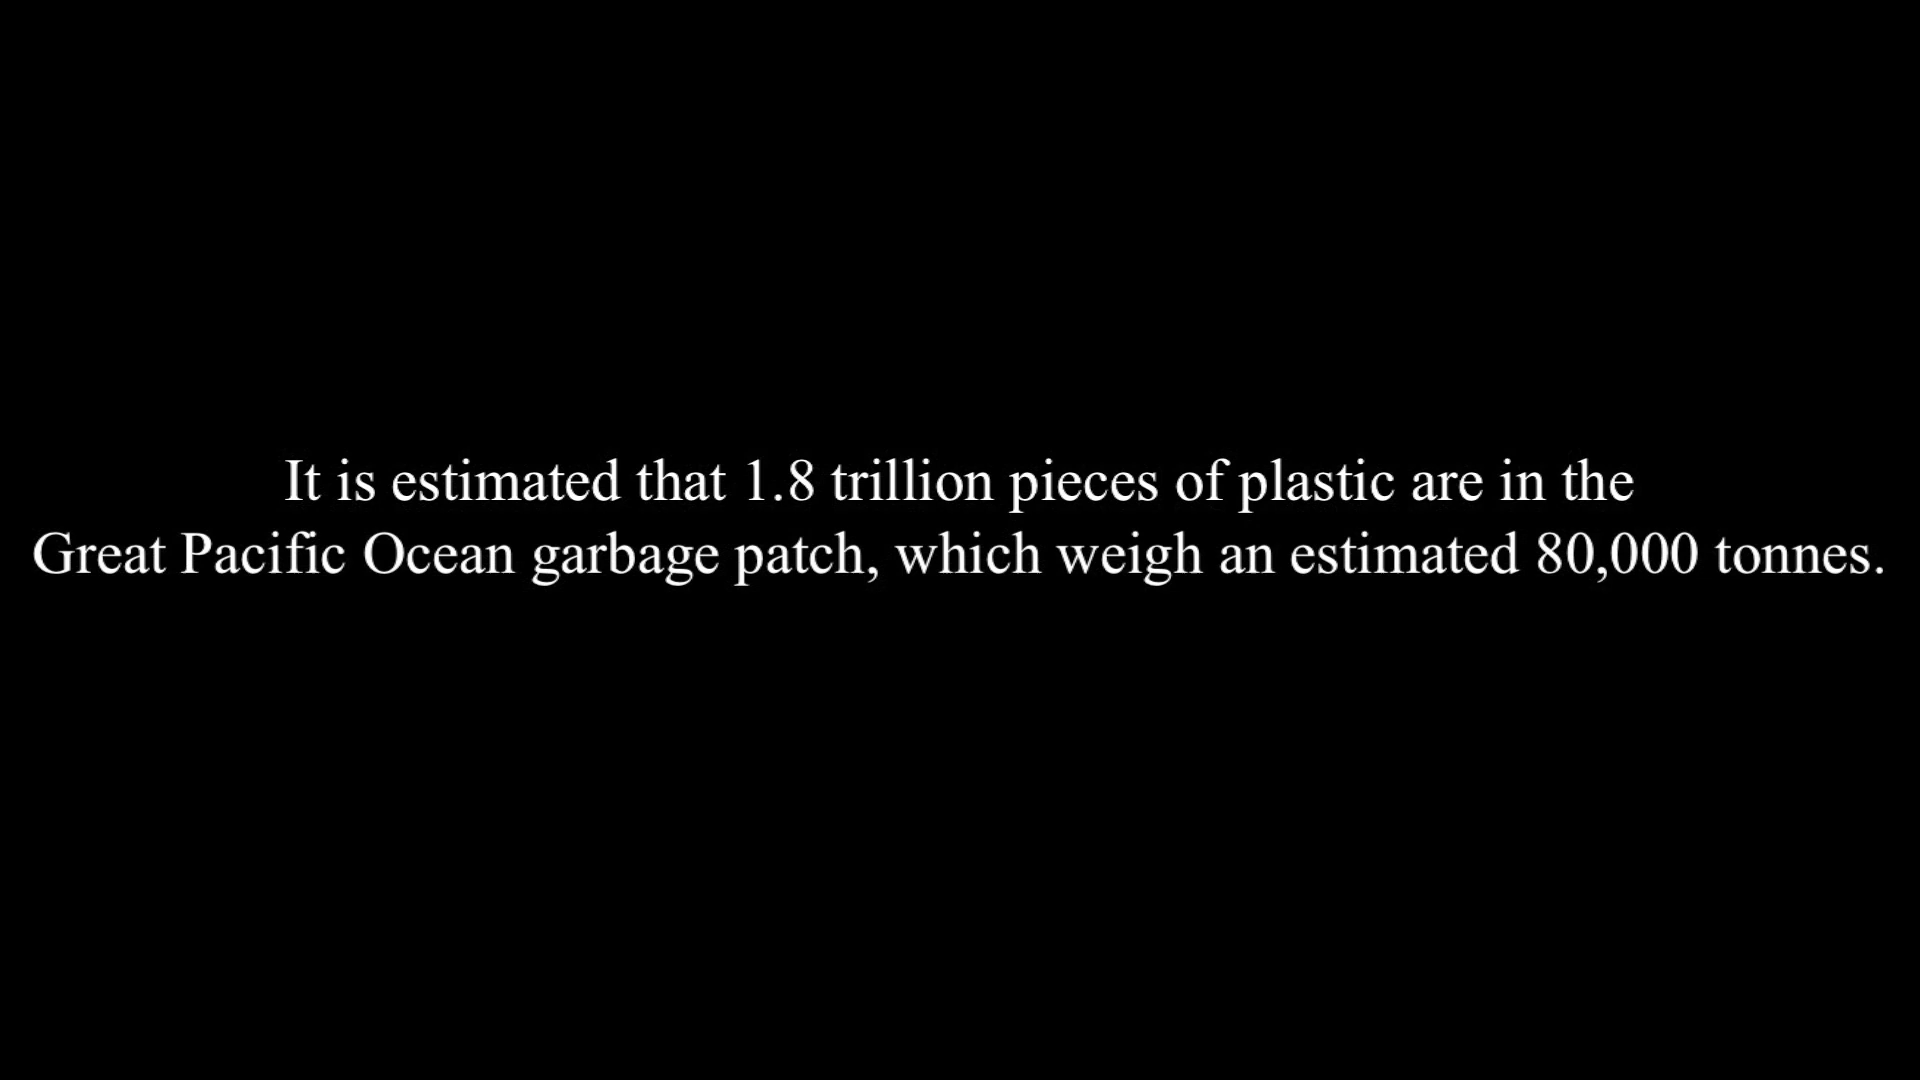 It is estimated that 1.8 trillion pieces of plastic are in the
Great Pacific Ocean garbage patch, which weigh an estimated 80,000 tonnes.